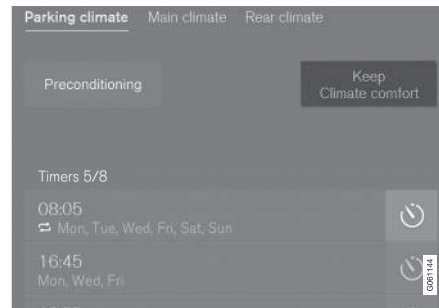 Parking climate Main climate Rear climate
Preconditioning
Keep
Climate comfort
Timers 5/8
08:05
Mon, Tue, Wed, Fri, Sat, Sun
16:45
Mon, Wed, Fri
G061144